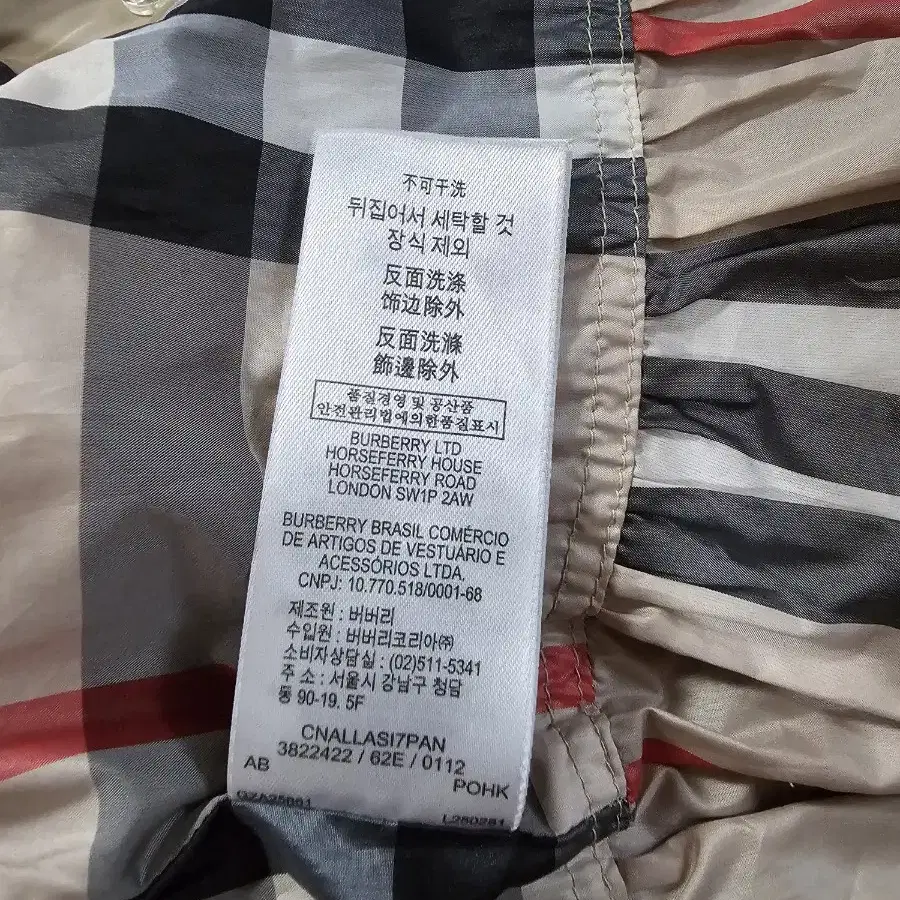 不可干洗
뒤집어서 세탁할 것
장식 제외
反面洗涤
饰边除外
反面洗滌
飾邊除外
품질경영 및 공산품
안전관리법에의한품질표시
BURBERRY LTD
HORSEFERRY HOUSE
HORSEFERRY ROAD
LONDON SW1P 2AW
BURBERRY BRASIL COMÉRCIO
DE ARTIGOS DE VESTUÁRIO E
ACESSÓRIOS LTDA.
CNPJ: 10.770.518/0001-68
제조원 : 버버리
수입원 : 버버리코리아㈜
소비자상담실 : (02)511-5341
주 소 : 서울시 강남구 청담
동 90-19. 5F
CNALLASI7PAN
3822422 / 62E / 0112
AB
POHK